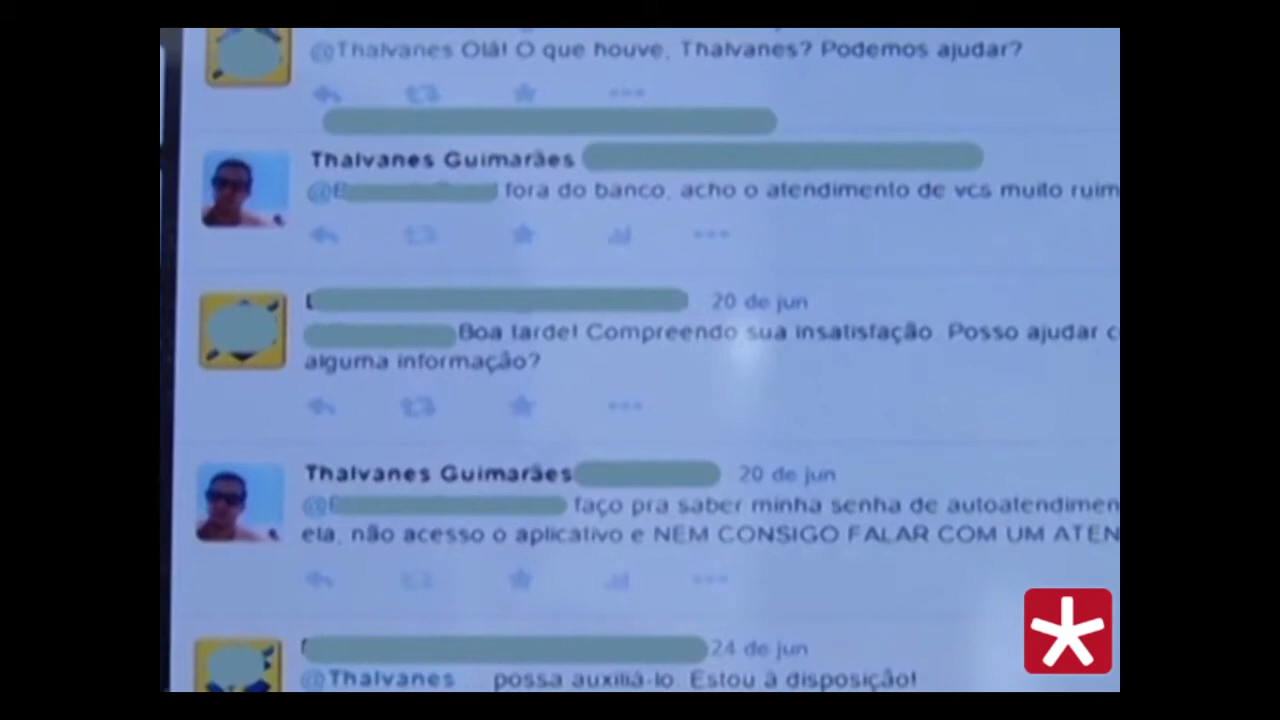 @Thalvanes Olá! O que houve, Thalvanes? Podemos ajudar?
Thalvanes Guimarães
fora do banco, acho o atendimento de vcs muito ruim
20 de jun
Boa tarde! Compreendo sua insatisfação. Posso ajudar c
alguma informação?
Thalvanes Guimarães 20 de jun
faço pra saber minha senha de autoatendimen
ela, não acesso o aplicativo e NEM CONSIGO FALAR COM UM ATEN
24 de jun
@Thalvanes ... possa auxiliá-lo. Estou à disposição!